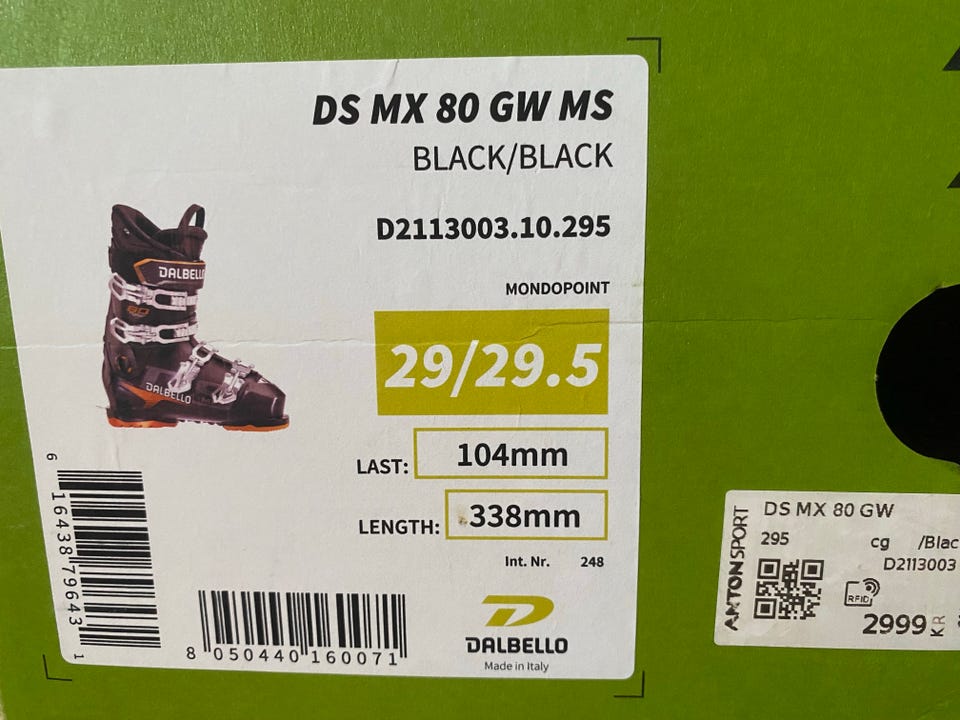 DS MX 80 GW MS
BLACK/BLACK
D2113003.10.295
MONDOPOINT
29/29.5
LAST: 104mm
LENGTH: 338mm
Int. Nr. 248
DALBELLO
Made in Italy
DALBELLO
80
DALBELLO
6 16438 79643 1
8 050440 160071
ANTONSPORT
DS MX 80 GW
295 cg /Blac
D2113003
RFID
2999 KR